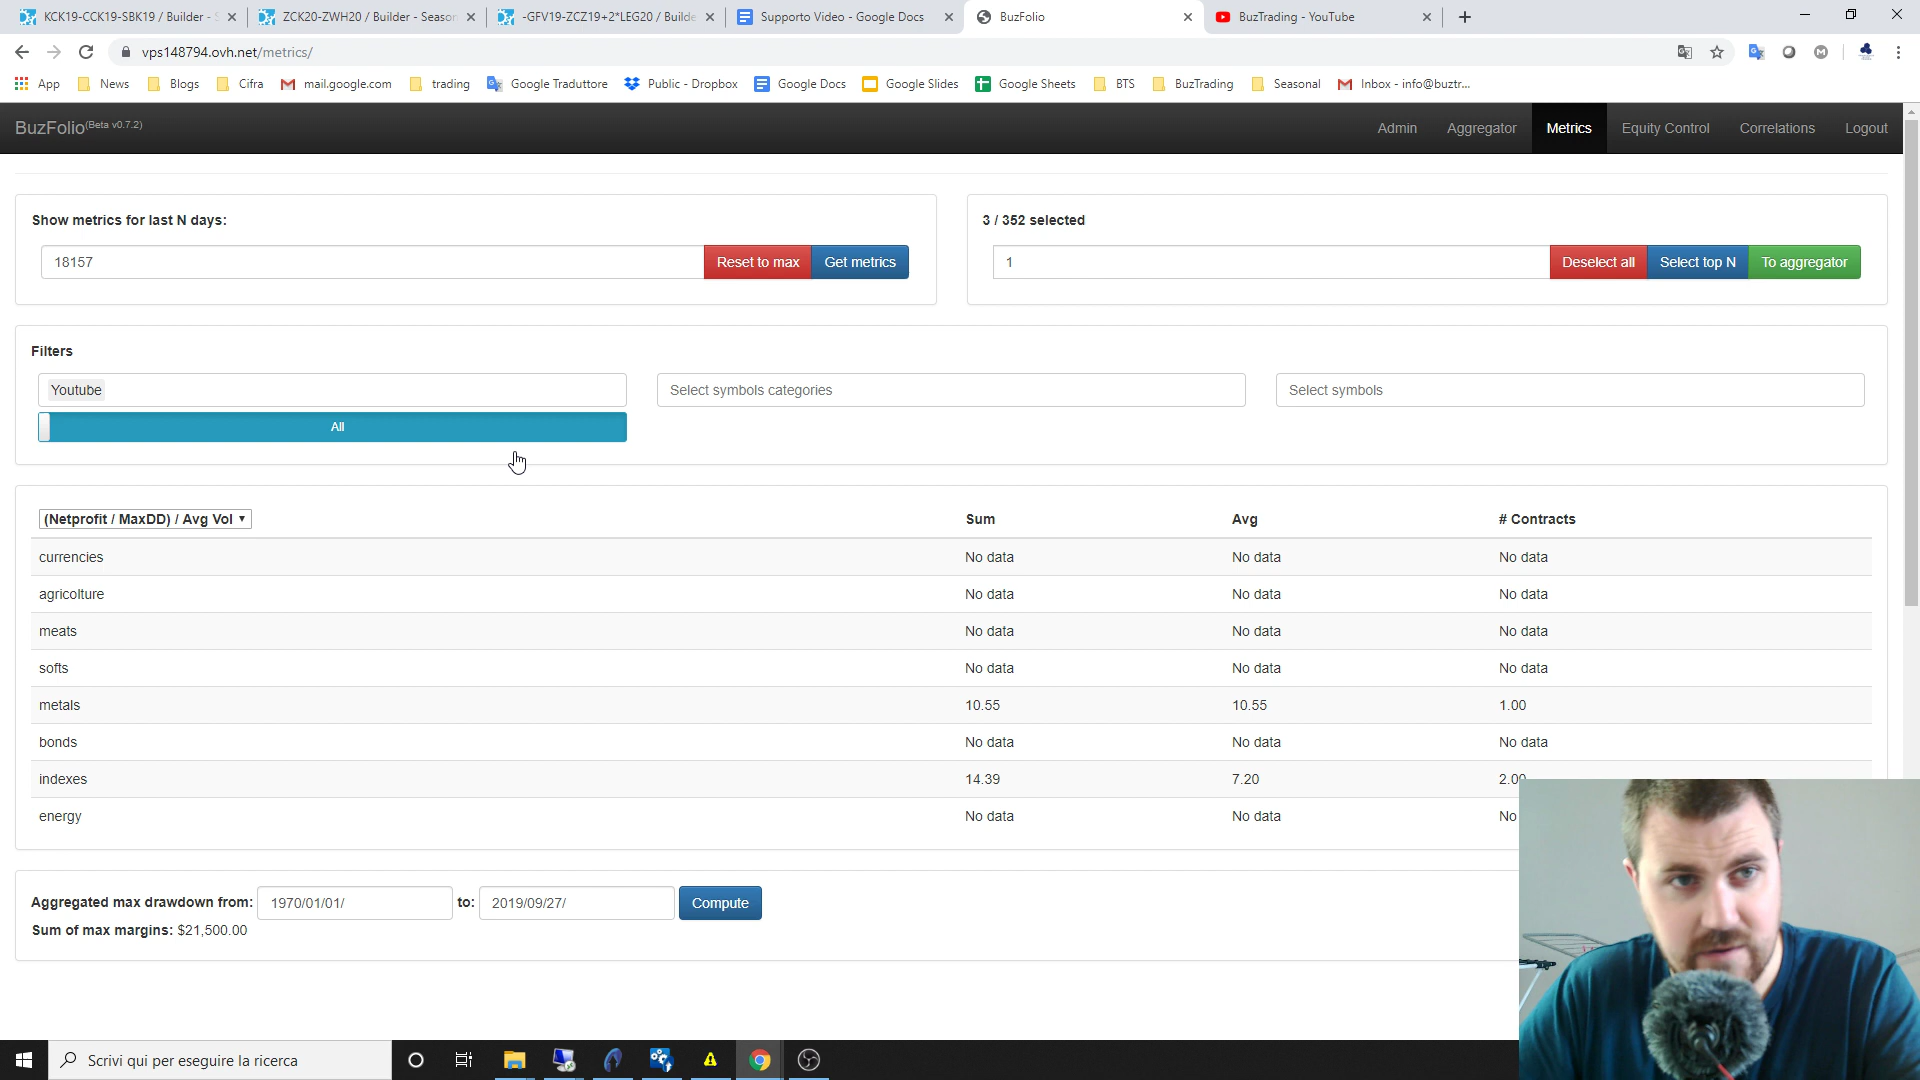 KCK19-CCK19-SBK19 / Builder - S
ZCK20-ZWH20 / Builder - Season
-GFV19-ZCZ19+2*LEG20 / Builde
Supporto Video - Google Docs
BuzFolio
BuzTrading - YouTube
vps148794.ovh.net/metrics/
App
News
Blogs
Cifra
mail.google.com
trading
Google Traduttore
Public - Dropbox
Google Docs
Google Slides
Google Sheets
BTS
BuzTrading
Seasonal
Inbox - info@buztr...
BuzFolio(Beta v0.7.2)
Admin
Aggregator
Metrics
Equity Control
Correlations
Logout
Show metrics for last N days:
18157
Reset to max
Get metrics
3 / 352 selected
1
Deselect all
Select top N
To aggregator
Filters
Youtube
All
Select symbols categories
Select symbols
(Netprofit / MaxDD) / Avg Vol Sum Avg # Contracts
currencies No data No data No data
agricolture No data No data No data
meats No data No data No data
softs No data No data No data
metals 10.55 10.55 1.00
bonds No data No data No data
indexes 14.39 7.20 2.00
energy No data No data No
Aggregated max drawdown from: 1970/01/01/ to: 2019/09/27/ Compute
Sum of max margins: $21,500.00
Scrivi qui per eseguire la ricerca